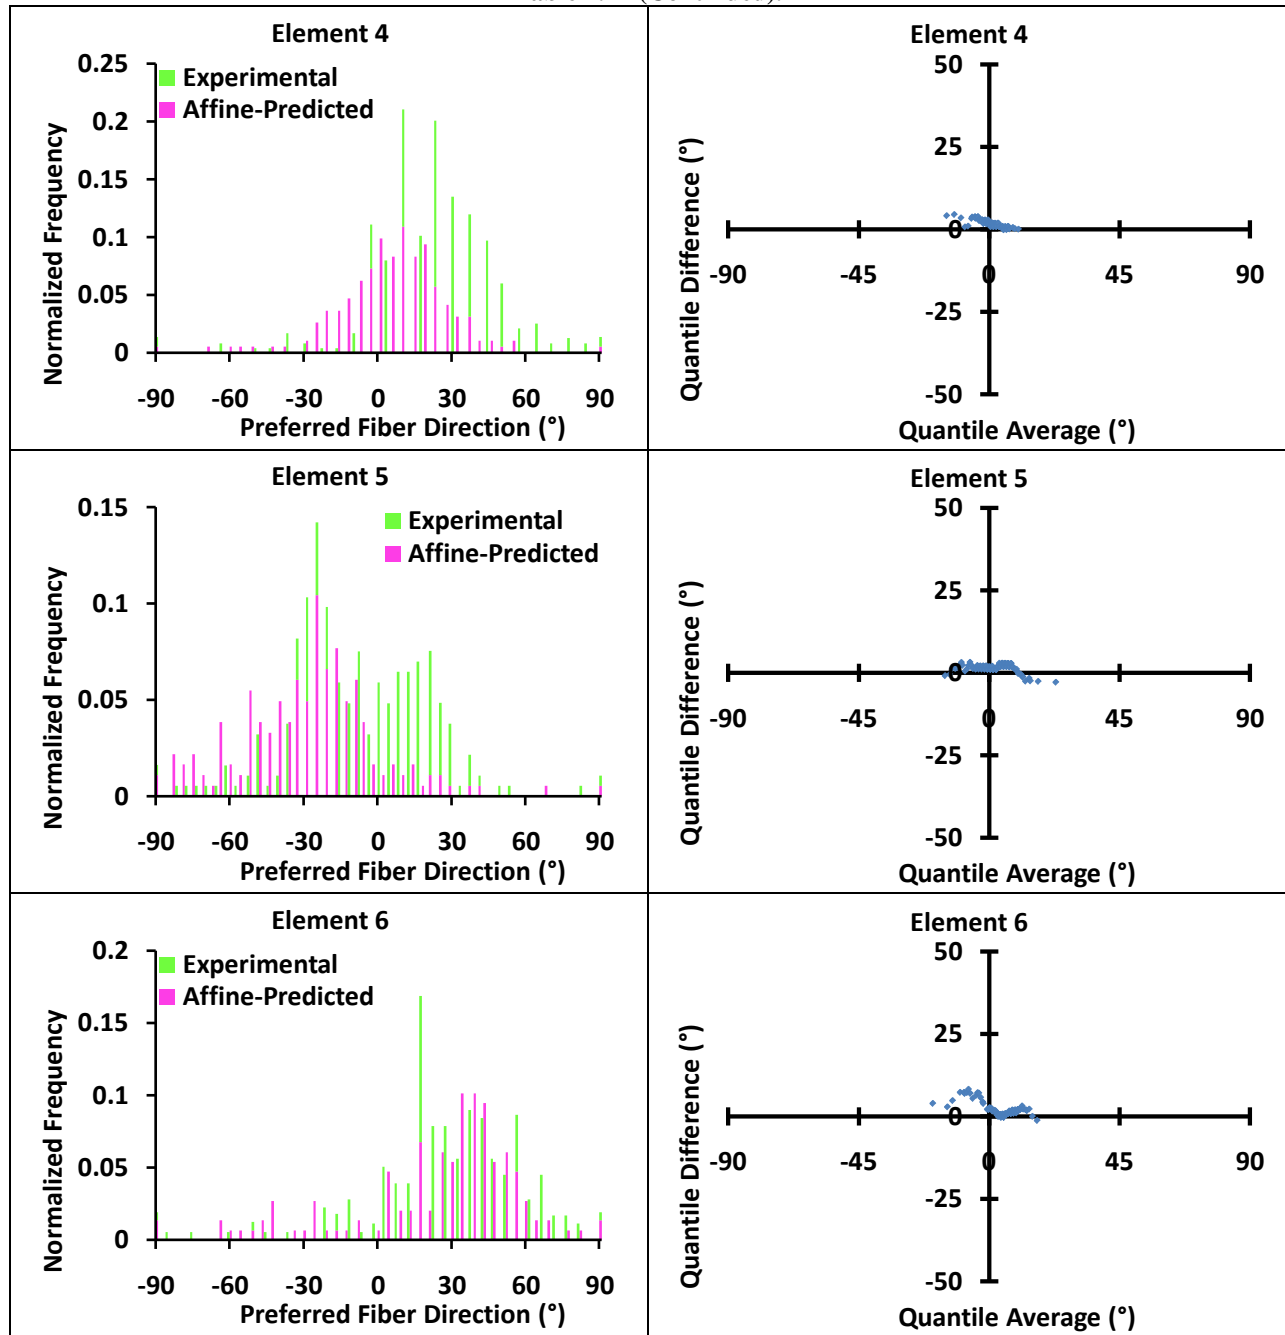 Element 4
0.25
0.2
0.15
0.1
0.05
0
Experimental
Affine-Predicted
Normalized Frequency
-90 -60 -30 0 30 60 90
Preferred Fiber Direction (°)
Element 4
50
25
0
-25
-50
-90 -45 0 45 90
Quantile Difference (°)
Quantile Average (°)
Element 5
0.15
0.1
0.05
0
Experimental
Affine-Predicted
Normalized Frequency
-90 -60 -30 0 30 60 90
Preferred Fiber Direction (°)
Element 5
50
25
0
-25
-50
-90 -45 0 45 90
Quantile Difference (°)
Quantile Average (°)
Element 6
0.2
0.15
0.1
0.05
0
Experimental
Affine-Predicted
Normalized Frequency
-90 -60 -30 0 30 60 90
Preferred Fiber Direction (°)
Element 6
50
25
0
-25
-50
-90 -45 0 45 90
Quantile Difference (°)
Quantile Average (°)